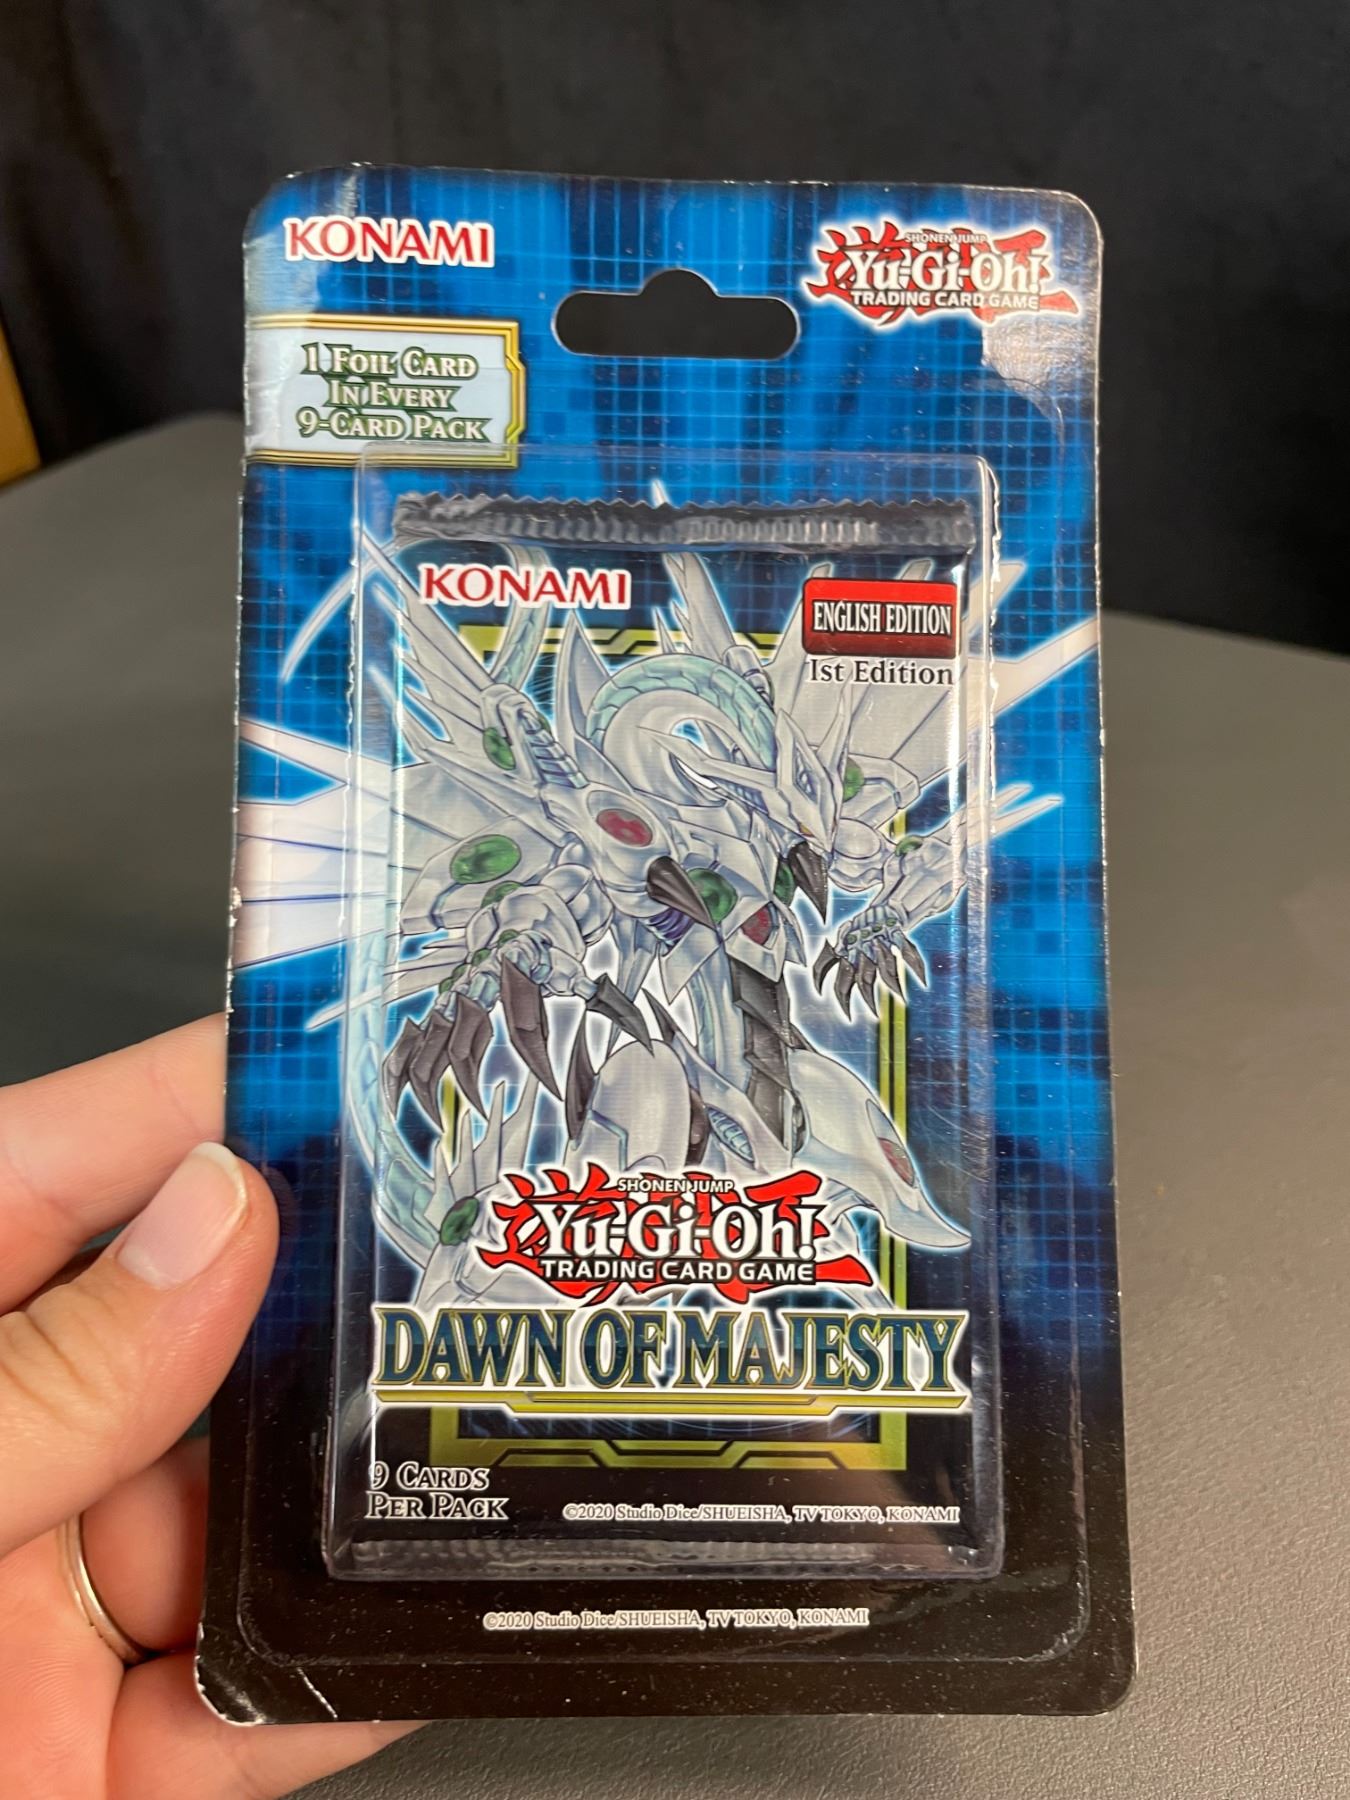 KONAMI
SHONEN JUMP
Yu-Gi-Oh!
TRADING CARD GAME
1 FOIL CARD
IN EVERY
9-CARD PACK
KONAMI
ENGLISH EDITION
1st Edition
SHONEN JUMP
Yu-Gi-Oh!
TRADING CARD GAME
DAWN OF MAJESTY
9 CARDS
PER PACK
©2020 Studio Dice/SHUEISHA, TV TOKYO, KONAMI
©2020 Studio Dice/SHUEISHA, TV TOKYO, KONAMI